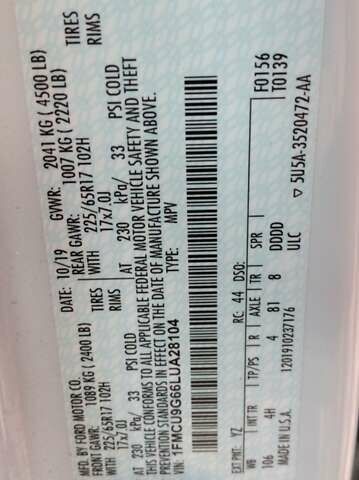 MFD. BY FORD MOTOR CO.
DATE: 10/19 GVWR: 2041 KG ( 4500 LB)
FRONT GAWR: 1089 KG ( 2400 LB) REAR GAWR: 1007 KG ( 2220 LB)
225/65R17 102H TIRES 225/65R17 102H TIRES
17x7.0J RIMS 17x7.0J RIMS
AT 230 kPa/ 33 PSI COLD AT 230 kPa/ 33 PSI COLD
THIS VEHICLE CONFORMS TO ALL APPLICABLE FEDERAL MOTOR VEHICLE SAFETY AND THEFT
PREVENTION STANDARDS IN EFFECT ON THE DATE OF MANUFACTURE SHOWN ABOVE.
VIN: 1FMCU9G66LUA28104
TYPE: MPV
F0156
T0139
EXT PNT: YZ RC: 44 DSO:
WB INT TR TP/PS R AXLE TR SPR
106 4H 4 81 8 DDDD
MADE IN U.S.A. 1201910237176 ULC
▽ 5U5A-3520472-AA